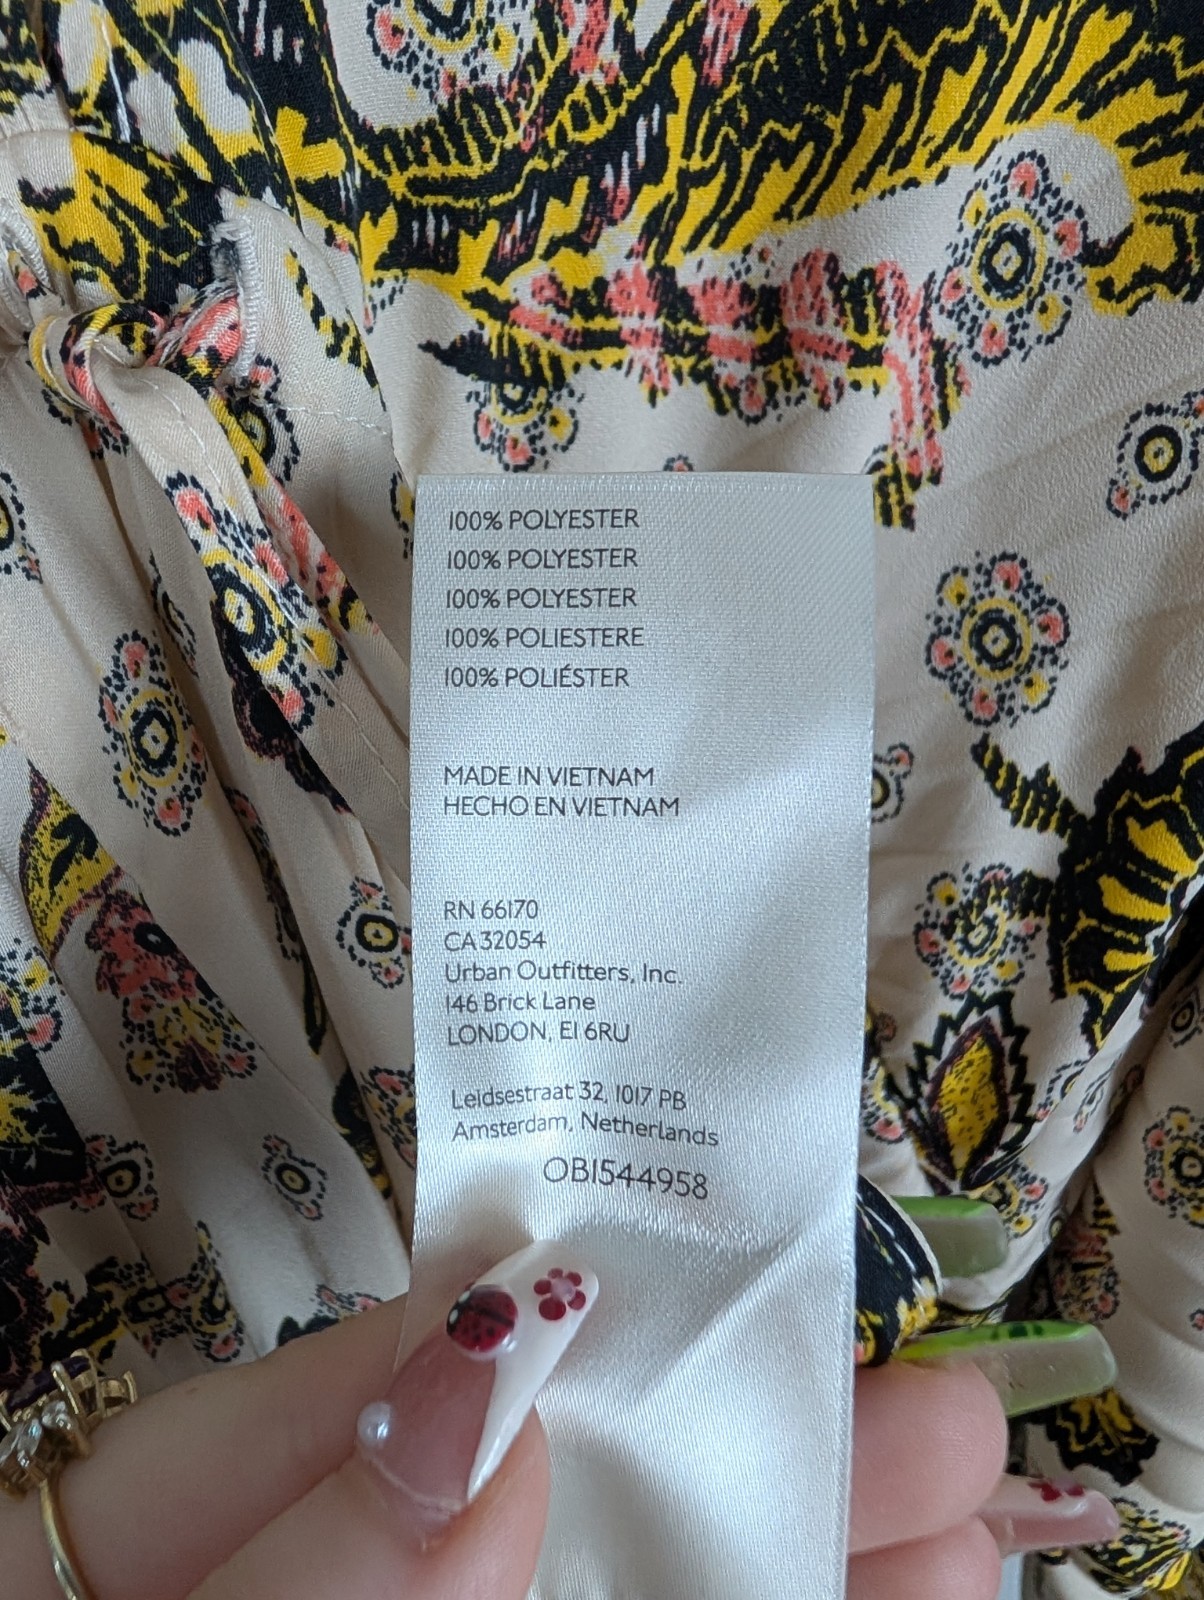 100% POLYESTER
100% POLYESTER
100% POLYESTER
100% POLIESTERE
100% POLIÉSTER
MADE IN VIETNAM
HECHO EN VIETNAM
RN 66170
CA 32054
Urban Outfitters, Inc.
146 Brick Lane
LONDON, E1 6RU
Leidsestraat 32, 1017 PB
Amsterdam, Netherlands
OB1544958